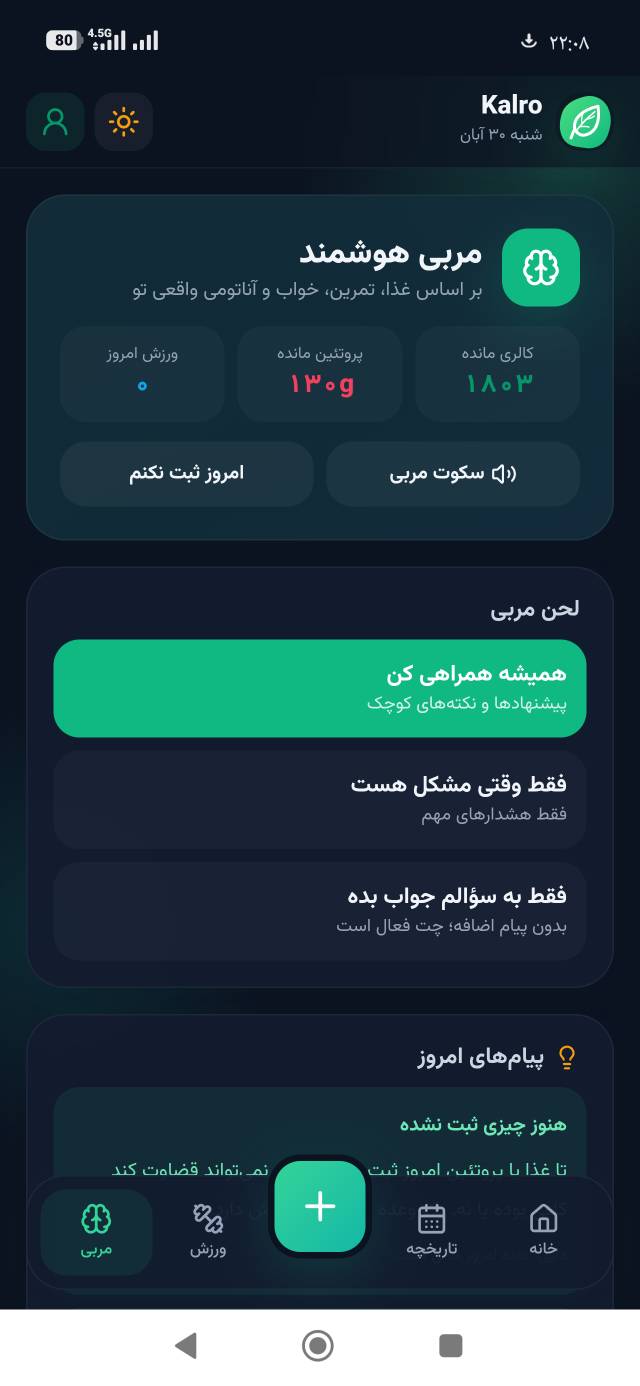 ۲۲:۰۸
4.5G
80
Kalro
شنبه ۳۰ آبان
مربی هوشمند
بر اساس غذا، تمرین، خواب و آناتومی واقعی تو
کالری مانده
۱۸۰۳
پروتئین مانده
۱۳۰g
ورزش امروز
۰
سکوت مربی
امروز ثبت نکنم
لحن مربی
همیشه همراهی کن
پیشنهادها و نکته‌های کوچک
فقط وقتی مشکل هست
فقط هشدارهای مهم
فقط به سؤالم جواب بده
بدون پیام اضافه؛ چت فعال است
پیام‌های امروز
هنوز چیزی ثبت نشده
تا غذا یا پروتئین امروز ثبت نمی‌تواند قضاوت کند
خانه
تاریخچه
ورزش
مربی